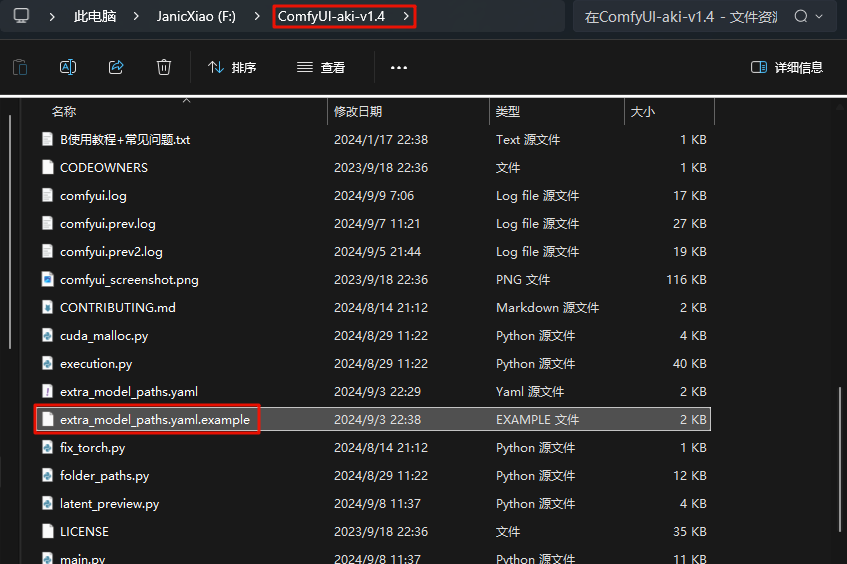 此电脑 JanicXiao (F:) ComfyUI-aki-v1.4 在ComfyUI-aki-v1.4 - 文件资
排序 查看 详细信息
名称 修改日期 类型 大小
B使用教程+常见问题.txt 2024/1/17 22:38 Text 源文件 1 KB
CODEOWNERS 2023/9/18 22:36 文件 1 KB
comfyui.log 2024/9/9 7:06 Log file 源文件 17 KB
comfyui.prev.log 2024/9/7 11:21 Log file 源文件 27 KB
comfyui.prev2.log 2024/9/5 21:44 Log file 源文件 19 KB
comfyui_screenshot.png 2023/9/18 22:36 PNG 文件 116 KB
CONTRIBUTING.md 2024/8/14 21:12 Markdown 源文件 2 KB
cuda_malloc.py 2024/8/29 11:22 Python 源文件 4 KB
execution.py 2024/8/29 11:22 Python 源文件 40 KB
extra_model_paths.yaml 2024/9/3 22:29 Yaml 源文件 2 KB
extra_model_paths.yaml.example 2024/9/3 22:38 EXAMPLE 文件 2 KB
fix_torch.py 2024/8/14 21:12 Python 源文件 1 KB
folder_paths.py 2024/8/29 11:22 Python 源文件 12 KB
latent_preview.py 2024/9/8 11:37 Python 源文件 4 KB
LICENSE 2023/9/18 22:36 文件 35 KB
main.py 2024/9/8 11:37 Python 源文件 11 KB